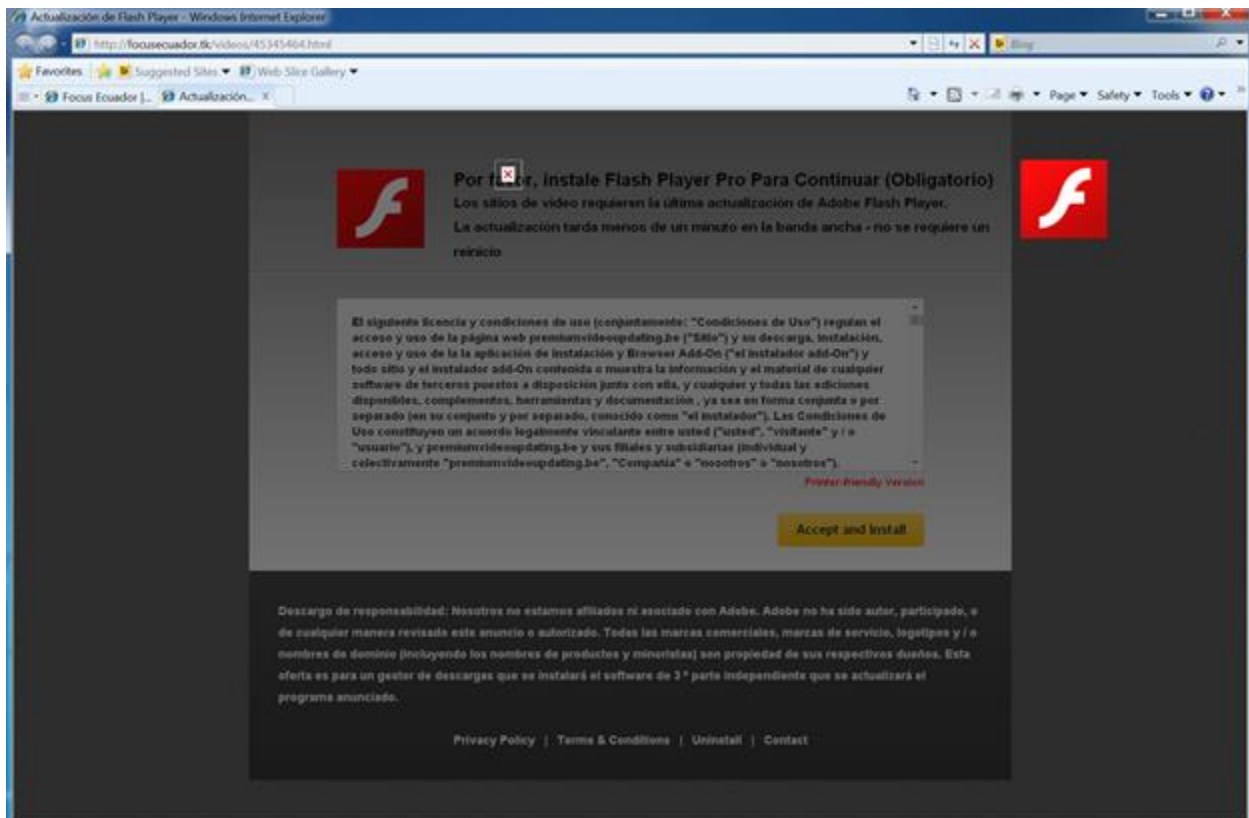 Actualización de Flash Player - Windows Internet Explorer
http://focusecuador.tk/videos/45345464.html
Bing
Favorites Suggested Sites Web Slice Gallery
Focus Ecuador |... Actualización... X Page Safety Tools
Por favor, instale Flash Player Pro Para Continuar (Obligatorio)
Los sitios de video requieren la última actualización de Adobe Flash Player.
La actualización tarda menos de un minuto en la banda ancha - no se requiere un
reinicio
El siguiente licencia y condiciones de uso (conjuntamente: "Condiciones de Uso") regulan el
acceso y uso de la página web premiumvideoupdating.be ("Sitio") y su descarga, instalación,
acceso y uso de la la aplicación de instalación y Browser Add-On ("el instalador add-On") y
todo sitio y el instalador add-On contenida o muestra la información y el material de cualquier
software de terceros puestos a disposición junto con ella, y cualquier y todas las ediciones
disponibles, complementos, herramientas y documentación , ya sea en forma conjunta o por
separado (en su conjunto y por separado, conocido como "el instalador"). Las Condiciones de
Uso constituyen un acuerdo legalmente vinculante entre usted ("usted", "visitante" y / o
"usuario"), y premiumvideoupdating.be y sus filiales y subsidiarias (individual y
colectivamente "premiumvideoupdating.be", "Compañía" o "nosotros" o "nosotros").
Printer-friendly version
Accept and Install
Descargo de responsabilidad: Nosotros no estamos afiliados ni asociado con Adobe. Adobe no ha sido autor, participado, o
de cualquier manera revisado este anuncio o autorizado. Todas las marcas comerciales, marcas de servicio, logotipos y / o
nombres de dominio (incluyendo los nombres de productos y minoristas) son propiedad de sus respectivos dueños. Esta
oferta es para un gestor de descargas que se instalará el software de 3 ª parte independiente que se actualizará el
programa anunciado.
Privacy Policy | Terms & Conditions | Uninstall | Contact